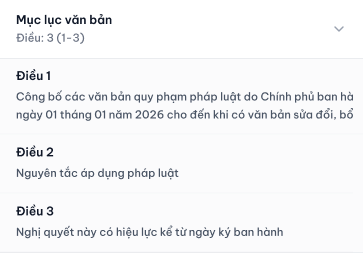 Mục lục văn bản
Điều: 3 (1-3)
Điều 1
Công bố các văn bản quy phạm pháp luật do Chính phủ ban hà
ngày 01 tháng 01 năm 2026 cho đến khi có văn bản sửa đổi, bổ
Điều 2
Nguyên tắc áp dụng pháp luật
Điều 3
Nghị quyết này có hiệu lực kể từ ngày ký ban hành